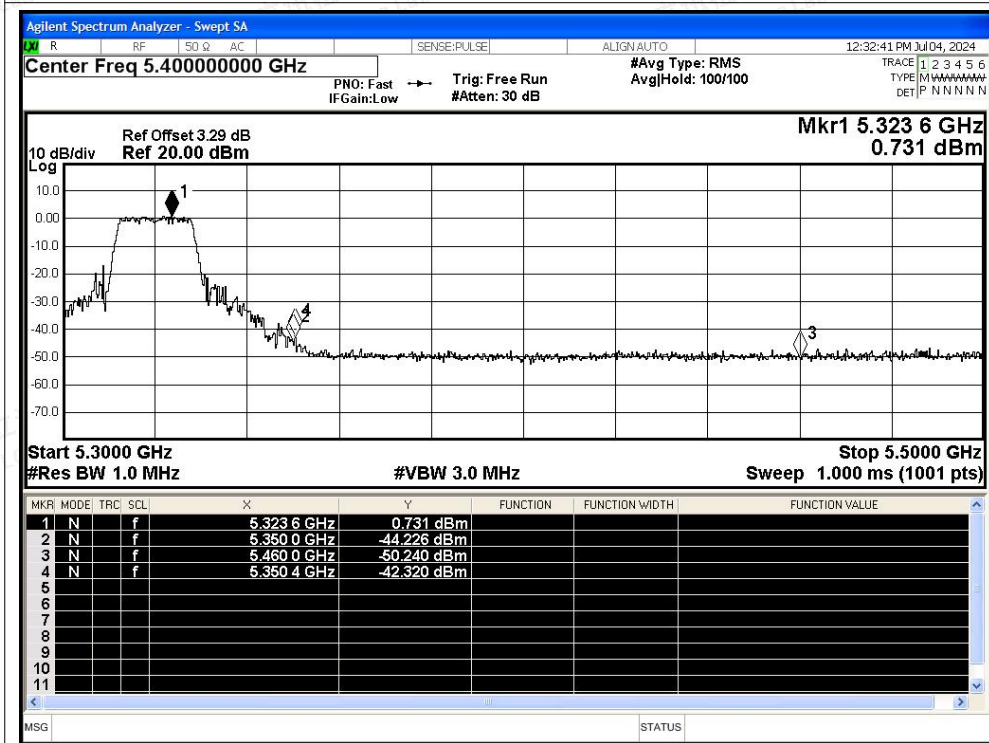 Agilent Spectrum Analyzer - Swept SA
LXI R RF 50 Ω AC SENSE:PULSE ALIGN AUTO 12:32:41 PM Jul 04, 2024
Center Freq 5.400000000 GHz #Avg Type: RMS TRACE 1 2 3 4 5 6
PNO: Fast Trig: Free Run Avg|Hold: 100/100 TYPE M WWWWW
IFGain:Low #Atten: 30 dB DET P N N N N N
Mkr1 5.323 6 GHz
Ref Offset 3.29 dB
10 dB/div Ref 20.00 dBm 0.731 dBm
Log
10.0
1
0.00
-10.0
-20.0
-30.0
4
2
-40.0
3
-50.0
-60.0
-70.0
Start 5.3000 GHz Stop 5.5000 GHz
#Res BW 1.0 MHz #VBW 3.0 MHz Sweep 1.000 ms (1001 pts)
MKR MODE TRC SCL X Y FUNCTION FUNCTION WIDTH FUNCTION VALUE
1 N f 5.323 6 GHz 0.731 dBm
2 N f 5.350 0 GHz -44.226 dBm
3 N f 5.460 0 GHz -50.240 dBm
4 N f 5.350 4 GHz -42.320 dBm
5
6
7
8
9
10
11
MSG STATUS